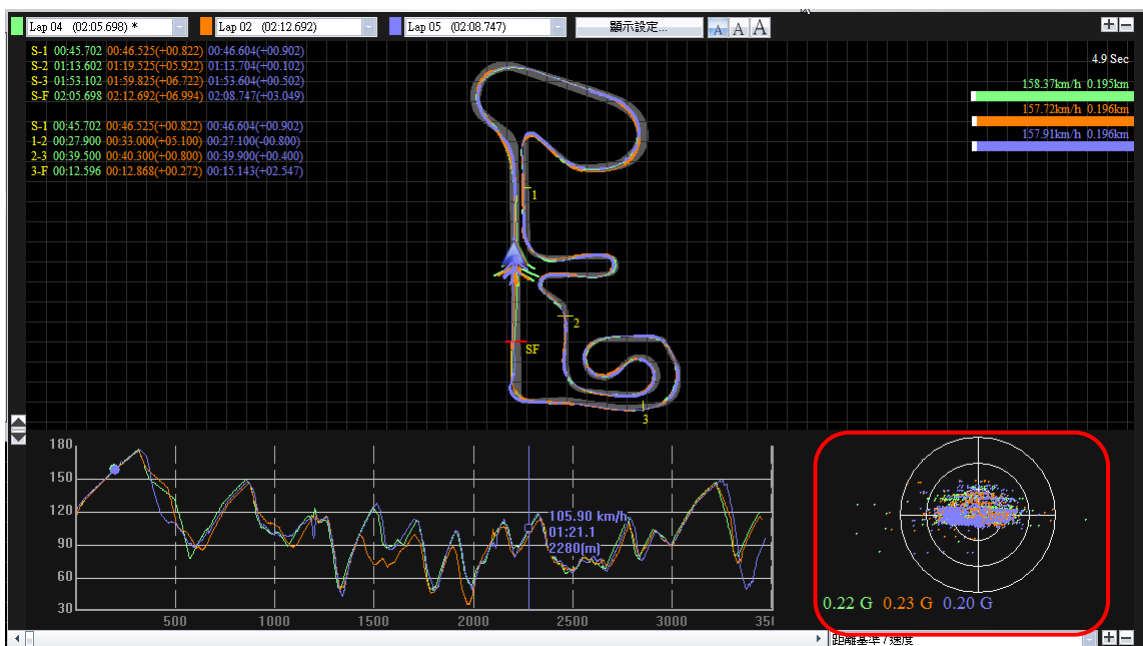 Lap 04 (02:05.698) * Lap 02 (02:12.692) Lap 05 (02:08.747) 顯示設定... A A A
S-1 00:45.702 00:46.525(+00.822) 00:46.604(+00.902)
S-2 01:13.602 01:19.525(+05.922) 01:13.704(+00.102)
S-3 01:53.102 01:59.825(+06.722) 01:53.604(+00.502)
S-F 02:05.698 02:12.692(+06.994) 02:08.747(+03.049)
S-1 00:45.702 00:46.525(+00.822) 00:46.604(+00.902)
1-2 00:27.900 00:33.000(+05.100) 00:27.100(-00.800)
2-3 00:39.500 00:40.300(+00.800) 00:39.900(+00.400)
3-F 00:12.596 00:12.868(+00.272) 00:15.143(+02.547)
4.9 Sec
158.37km/h 0.195km
157.72km/h 0.196km
157.91km/h 0.196km
1
2
SF
3
180
150
120
90
60
30
105.90 km/h
01:21.1
2280(m)
500 1000 1500 2000 2500 3000
0.22 G 0.23 G 0.20 G
距離基準 / 速度